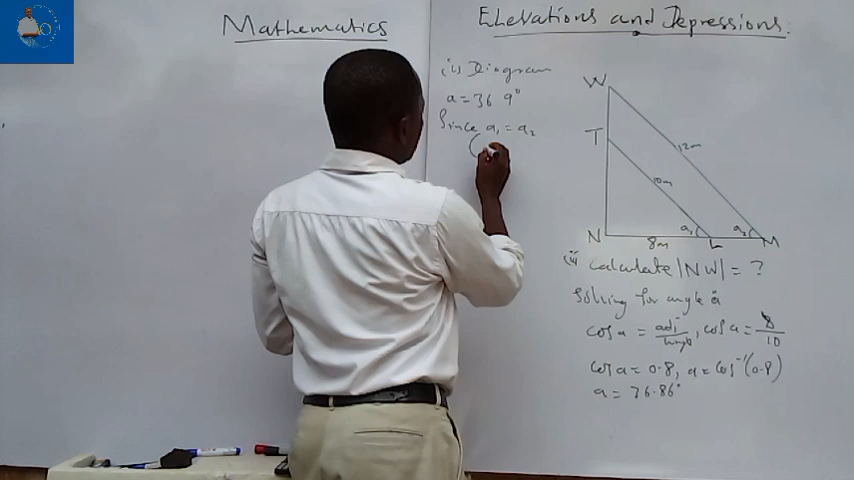 Mathematics
Elevations and Depressions.
(i) Diagram
a = 36 9°
Since a₁ = a₂
(
W
T
12m
10m
a₁
a₂
N
8m
L
M
(ii) calculate |NW| = ?
Solving for angle a
cos a = adj/hyp, cos a = 8/10
cos a = 0.8, a = cos⁻¹(0.8)
a = 36.86°